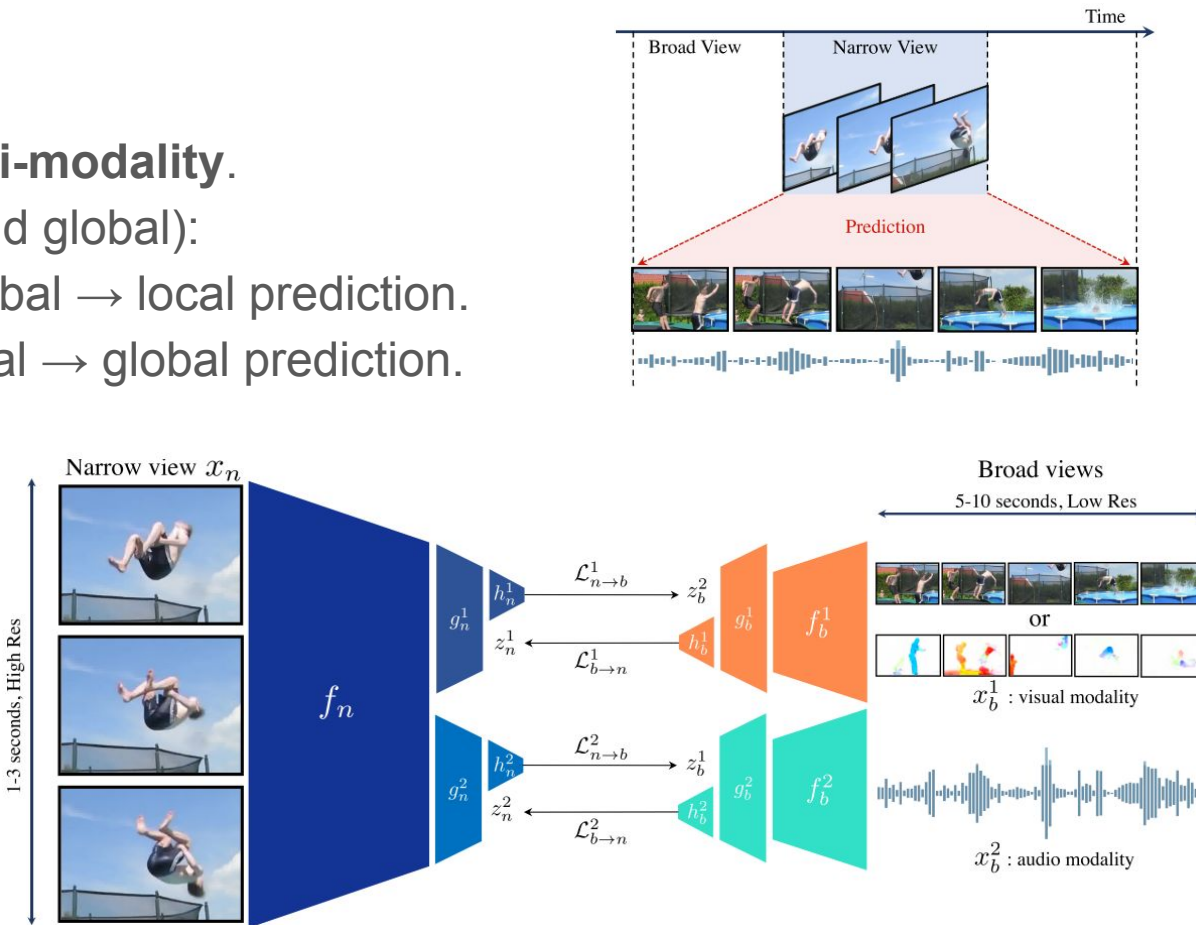 Time
Broad View Narrow View
i-modality.
d global):
bal → local prediction.
al → global prediction.
Prediction
Narrow view x_n
Broad views
5-10 seconds, Low Res
1-3 seconds, High Res
f_n
g_n^1
h_n^1
z_n^1
L_{n→b}^1
L_{b→n}^1
z_b^2
h_b^1
g_b^1
f_b^1
or
x_b^1 : visual modality
g_n^2
h_n^2
z_n^2
L_{n→b}^2
L_{b→n}^2
z_b^1
h_b^2
g_b^2
f_b^2
x_b^2 : audio modality